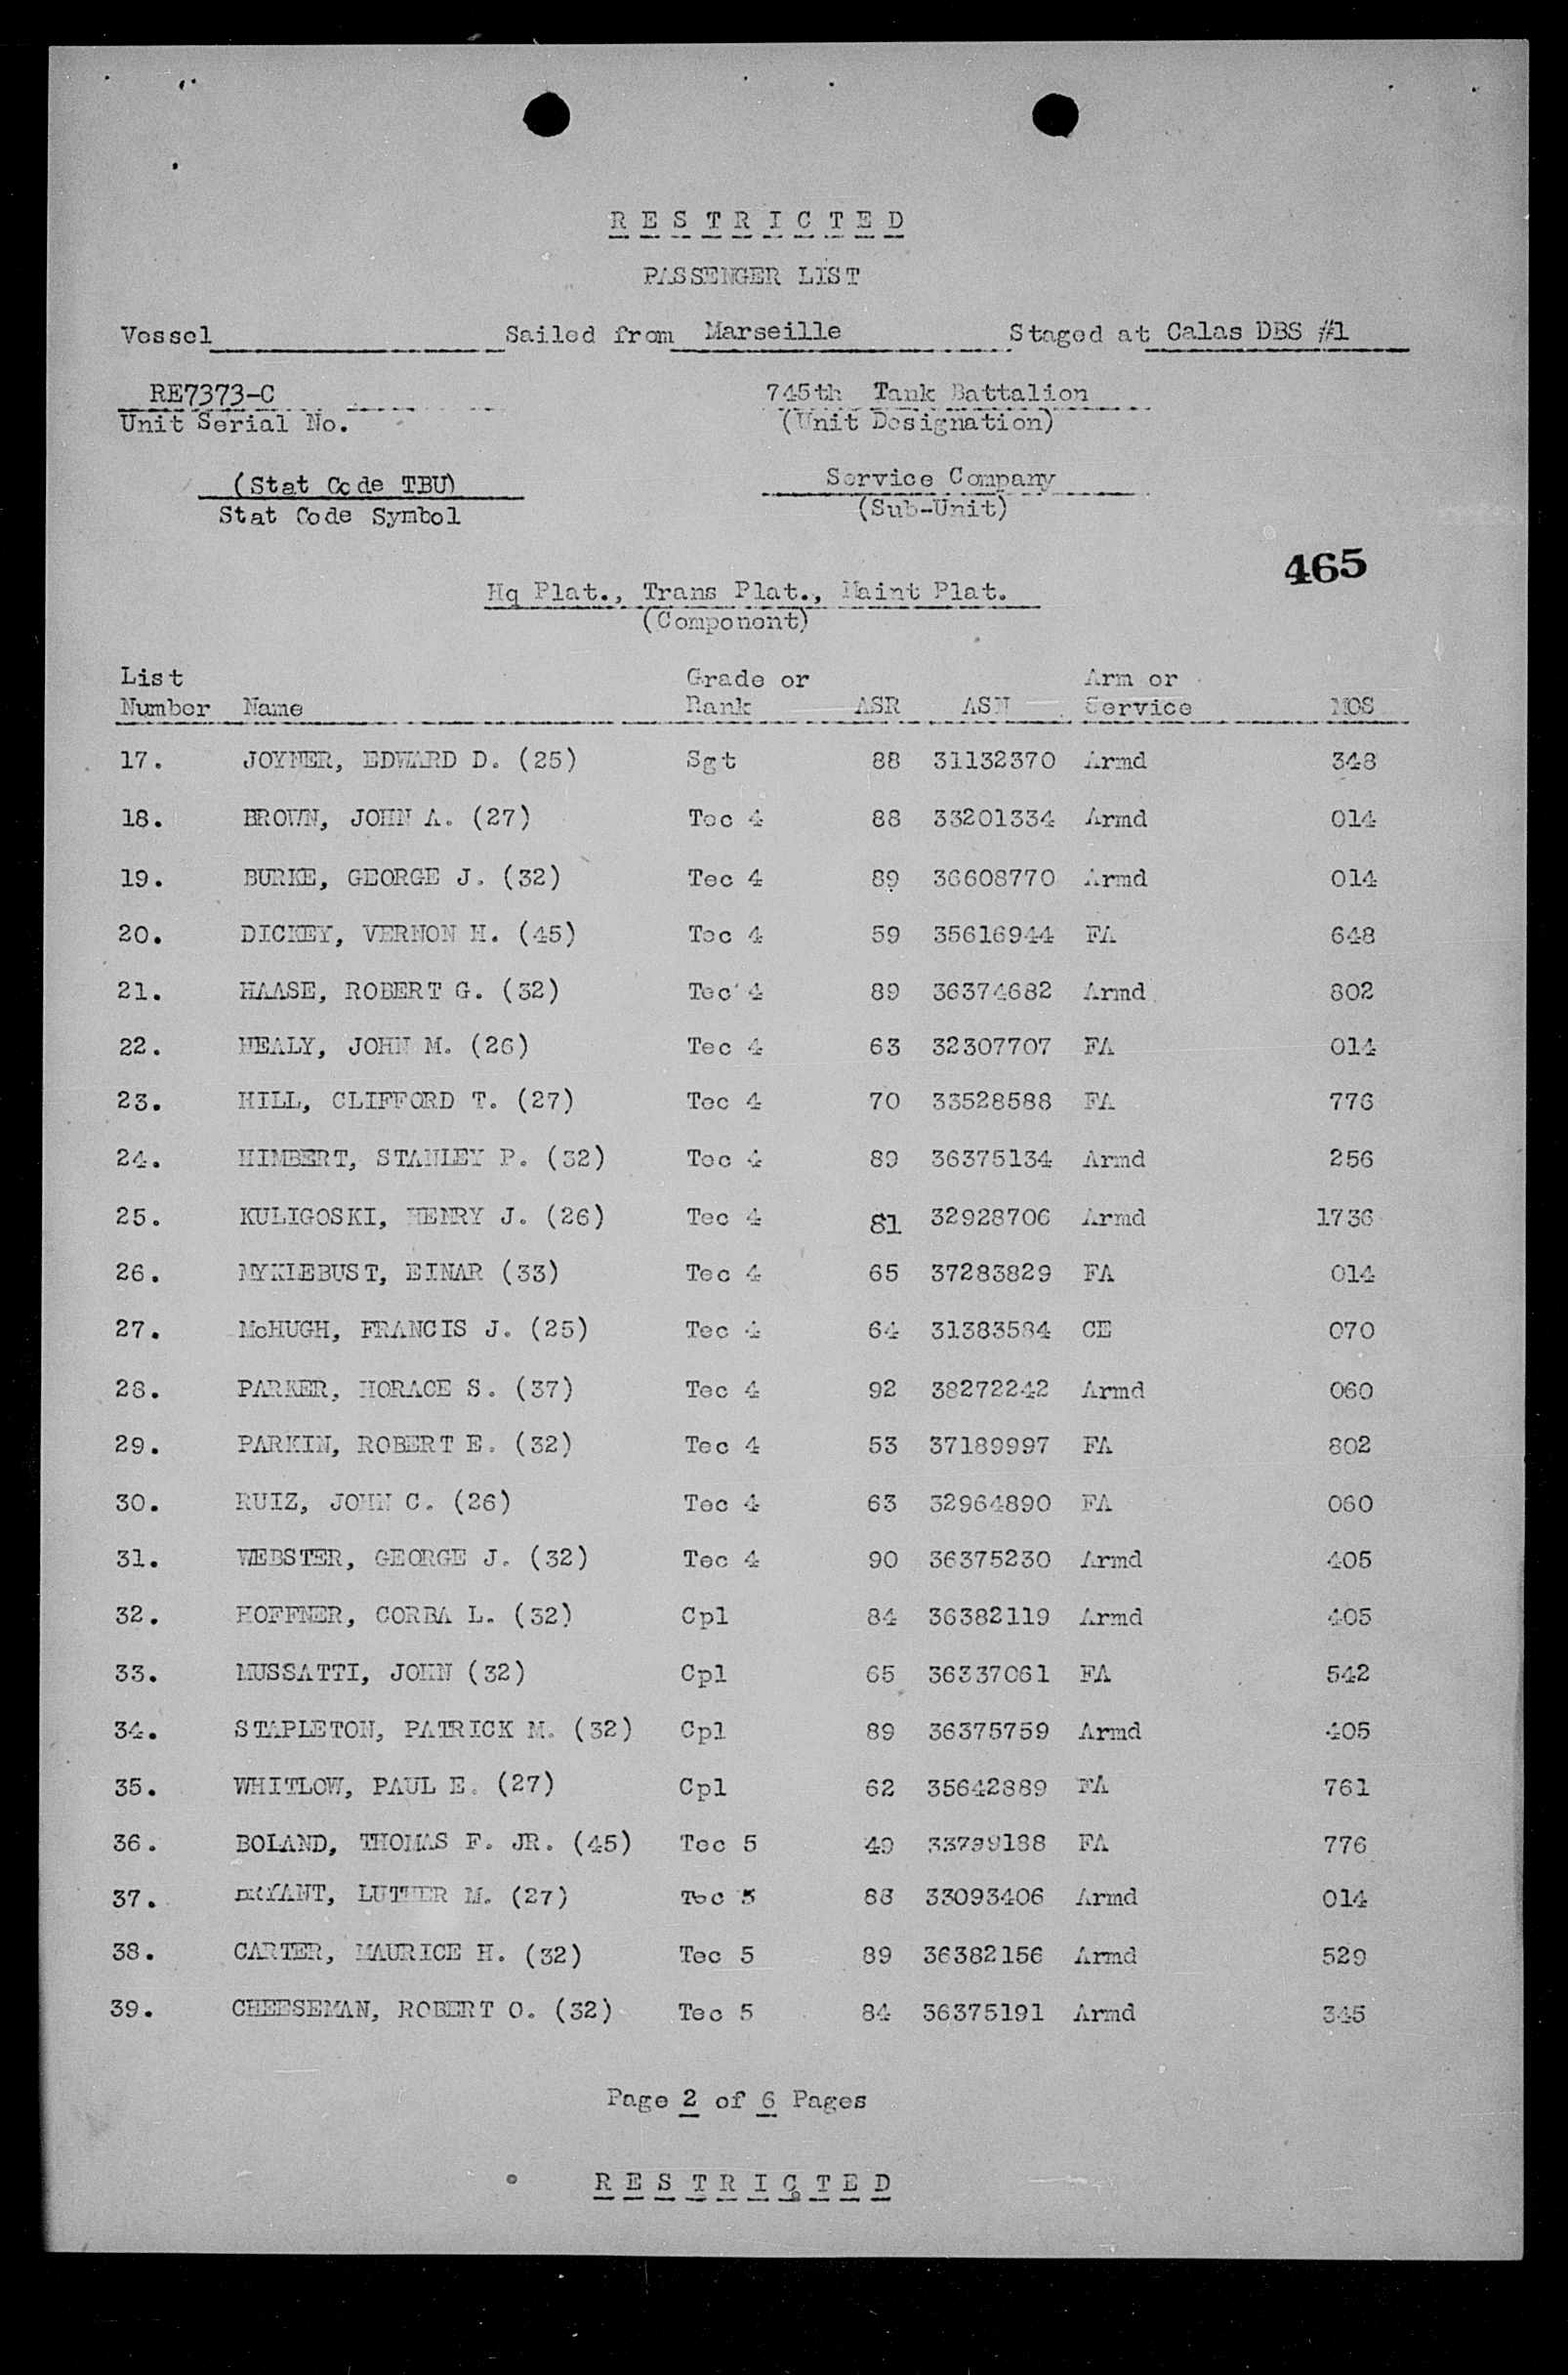 RESTRICTED
PASSENGER LIST
Vessel Sailed from Marseille Staged at Calas DBS #1
RE7373-C 745th Tank Battalion
Unit Serial No. (Unit Designation)
(Stat Code TBU) Service Company
Stat Code Symbol (Sub-Unit)
465
Hq Plat., Trans Plat., Maint Plat.
(Component)
List Grade or Arm or
Number Name Rank ASR ASN Service MOS
17. JOYNER, EDWARD D. (25) Sgt 88 31132370 Armd 348
18. BROWN, JOHN A. (27) Tec 4 88 33201334 Armd 014
19. BURKE, GEORGE J. (32) Tec 4 89 36608770 Armd 014
20. DICKEY, VERNON H. (45) Tec 4 59 35616944 FA 648
21. HAASE, ROBERT G. (32) Tec 4 89 36374682 Armd 802
22. HEALY, JOHN M. (26) Tec 4 63 32307707 FA 014
23. HILL, CLIFFORD T. (27) Tec 4 70 33528588 FA 776
24. HIMBERT, STANLEY P. (32) Tec 4 89 36375134 Armd 256
25. KULIGOSKI, HENRY J. (26) Tec 4 81 32928706 Armd 1736
26. MYKLEBUST, EINAR (33) Tec 4 65 37283829 FA 014
27. McHUGH, FRANCIS J. (25) Tec 4 64 31383584 CE 070
28. PARKER, HORACE S. (37) Tec 4 92 38272242 Armd 060
29. PARKIN, ROBERT E. (32) Tec 4 53 37189997 FA 802
30. RUIZ, JOHN C. (26) Tec 4 63 32964890 FA 060
31. WEBSTER, GEORGE J. (32) Tec 4 90 36375230 Armd 405
32. HOFFNER, CORBA L. (32) Cpl 84 36382119 Armd 405
33. MUSSATTI, JOHN (32) Cpl 65 36337061 FA 542
34. STAPLETON, PATRICK M. (32) Cpl 89 36375759 Armd 405
35. WHITLOW, PAUL E. (27) Cpl 62 35642889 FA 761
36. BOLAND, THOMAS F. JR. (45) Tec 5 49 33799188 FA 776
37. BRYANT, LUTHER M. (27) Tec 5 88 33093406 Armd 014
38. CARTER, MAURICE H. (32) Tec 5 89 36382156 Armd 529
39. CHEESEMAN, ROBERT O. (32) Tec 5 84 36375191 Armd 345
Page 2 of 6 Pages
RESTRICTED